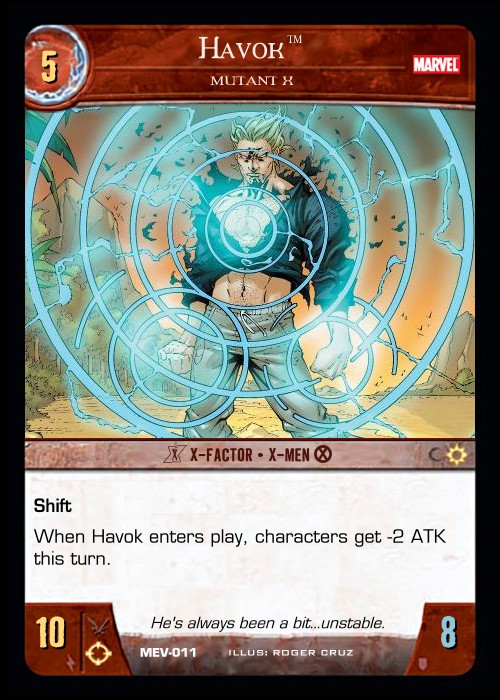 5
HAVOK™
MUTANT X
MARVEL
X-FACTOR • X-MEN
Shift
When Havok enters play, characters get -2 ATK
this turn.
He's always been a bit...unstable.
10
8
MEV-011 ILLUS: ROGER CRUZ